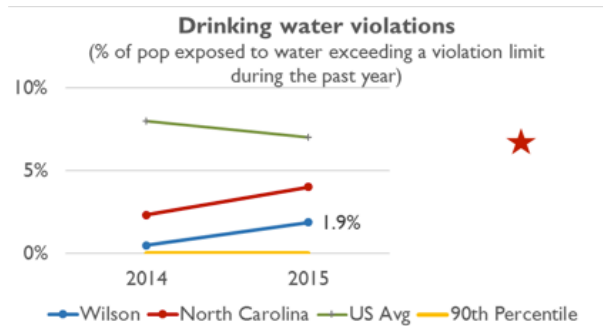 Drinking water violations
(% of pop exposed to water exceeding a violation limit
during the past year)
10%
5%
1.9%
0%
2014 2015
Wilson North Carolina US Avg 90th Percentile